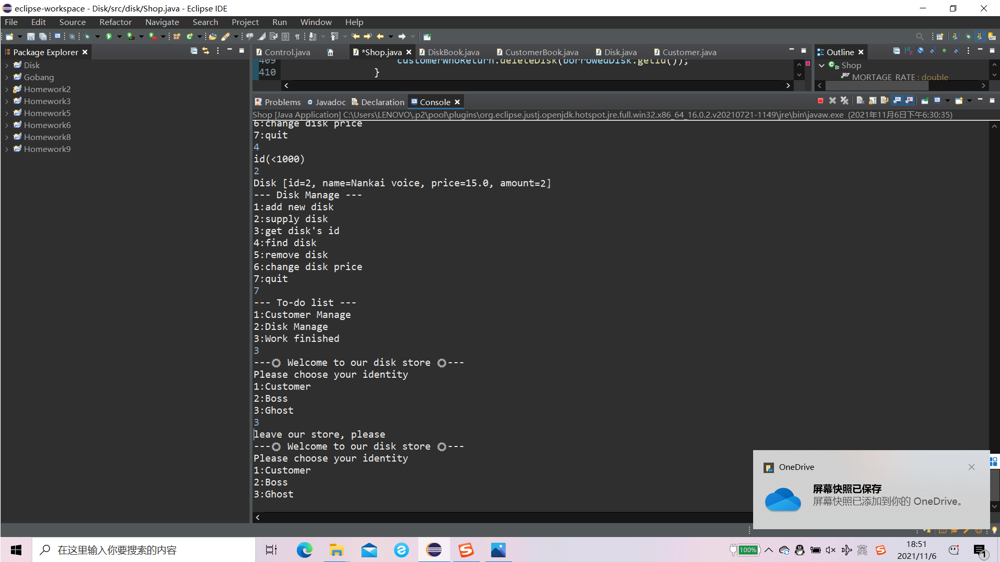 eclipse-workspace - Disk/src/disk/Shop.java - Eclipse IDE
File Edit Source Refactor Navigate Search Project Run Window Help
Package Explorer
Disk
Gobang
Homework2
Homework3
Homework5
Homework6
Homework8
Homework9
Control.java *Shop.java DiskBook.java CustomerBook.java Disk.java Customer.java
409 customerWhoReturn.deleteDisk(borrowedDisk.getId());
410 }
Outline
Shop
MORTAGE_RATE : double
Problems Javadoc Declaration Console
Shop [Java Application] C:\Users\LENOVO\.p2\pool\plugins\org.eclipse.justj.openjdk.hotspot.jre.full.win32.x86_64_16.0.2.v20210721-1149\jre\bin\javaw.exe (2021年11月6日下午6:30:35)
6:change disk price
7:quit
4
id(<1000)
2
Disk [id=2, name=Nankai voice, price=15.0, amount=2]
--- Disk Manage ---
1:add new disk
2:supply disk
3:get disk's id
4:find disk
5:remove disk
6:change disk price
7:quit
7
--- To-do list ---
1:Customer Manage
2:Disk Manage
3:Work finished
3
---۞ Welcome to our disk store ۞---
Please choose your identity
1:Customer
2:Boss
3:Ghost
3
leave our store, please
---۞ Welcome to our disk store ۞---
Please choose your identity
1:Customer
2:Boss
3:Ghost
OneDrive
屏幕快照已保存
屏幕快照已添加到你的 OneDrive。
在这里输入你要搜索的内容
100%
英
18:51
2021/11/6
1